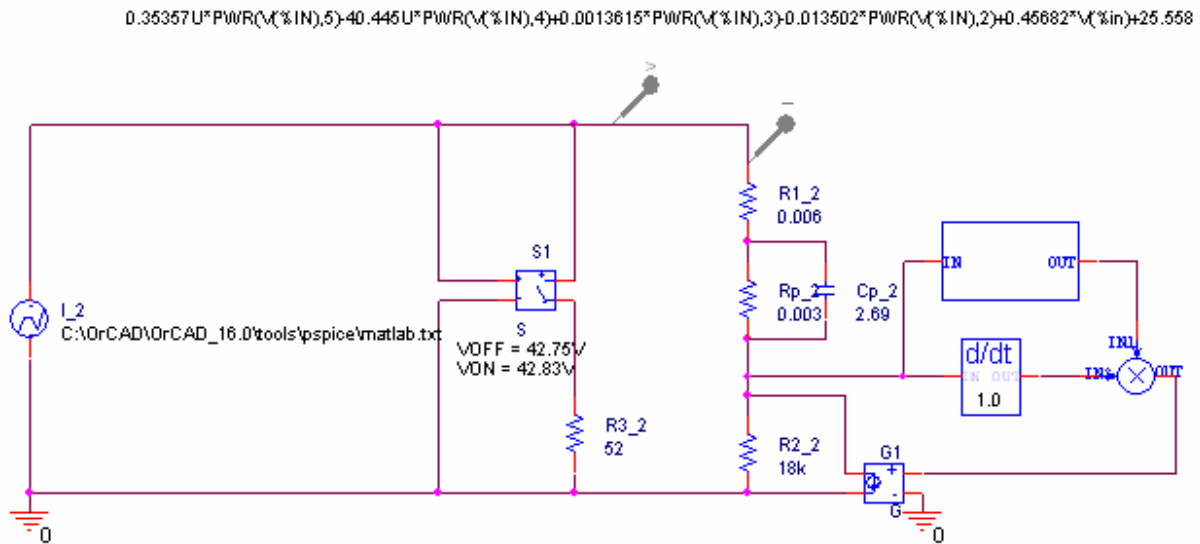 0.35357U*PWR(V(%IN),5)-40.445U*PWR(V(%IN),4)+0.0013615*PWR(V(%IN),3)-0.013502*PWR(V(%IN),2)+0.45682*V(%in)+25.558
R1_2
0.006
S1
IN OUT
I_2
C:\OrCAD\OrCAD_16.0\tools\pspice\matlab.txt
S
VOFF = 42.75V
VON = 42.83V
Rp_2
0.003
Cp_2
2.69
IN1
d/dt
IN OUT
1.0
IN2
OUT
R3_2
52
R2_2
18k
G1
+
-
G
0
0